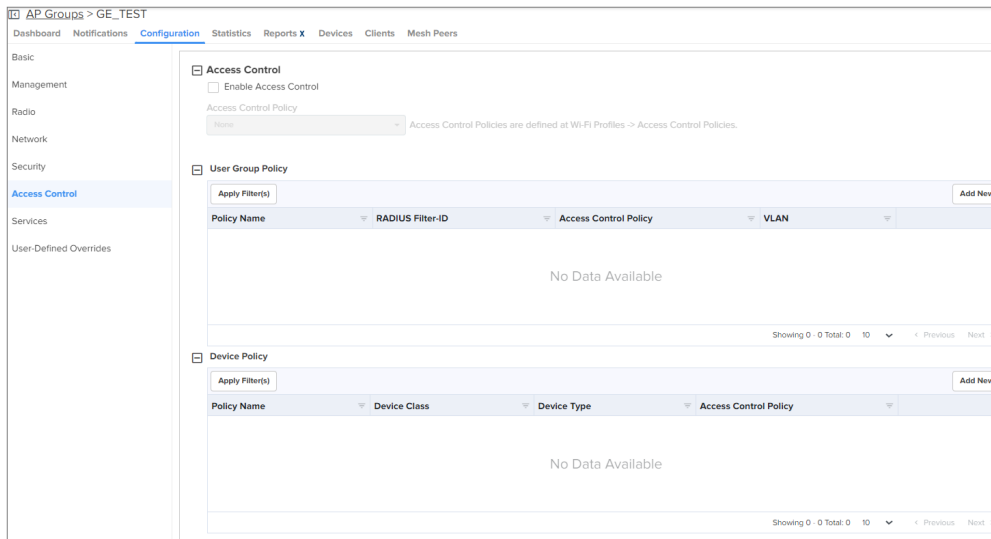 AP Groups > GE_TEST
Dashboard Notifications Configuration Statistics Reports X Devices Clients Mesh Peers
Basic
Management
Radio
Network
Security
Access Control
Services
User-Defined Overrides
Access Control
Enable Access Control
Access Control Policy
None
Access Control Policies are defined at Wi-Fi Profiles -> Access Control Policies.
User Group Policy
Apply Filter(s) Add New
Policy Name RADIUS Filter-ID Access Control Policy VLAN
No Data Available
Showing 0 - 0 Total: 0 10 < Previous Next
Device Policy
Apply Filter(s) Add New
Policy Name Device Class Device Type Access Control Policy
No Data Available
Showing 0 - 0 Total: 0 10 < Previous Next